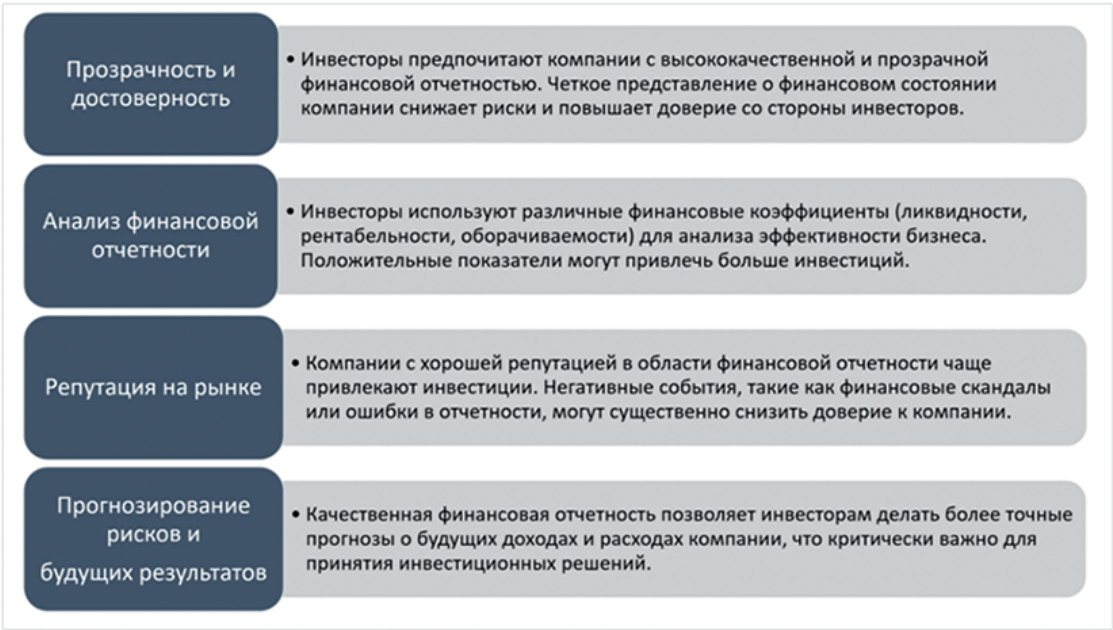 Прозрачность и
достоверность
• Инвесторы предпочитают компании с высококачественной и прозрачной
финансовой отчетностью. Четкое представление о финансовом состоянии
компании снижает риски и повышает доверие со стороны инвесторов.
Анализ финансовой
отчетности
• Инвесторы используют различные финансовые коэффициенты (ликвидности,
рентабельности, оборачиваемости) для анализа эффективности бизнеса.
Положительные показатели могут привлечь больше инвестиций.
Репутация на рынке
• Компании с хорошей репутацией в области финансовой отчетности чаще
привлекают инвестиции. Негативные события, такие как финансовые скандалы
или ошибки в отчетности, могут существенно снизить доверие к компании.
Прогнозирование
рисков и
будущих результатов
• Качественная финансовая отчетность позволяет инвесторам делать более точные
прогнозы о будущих доходах и расходах компании, что критически важно для
принятия инвестиционных решений.